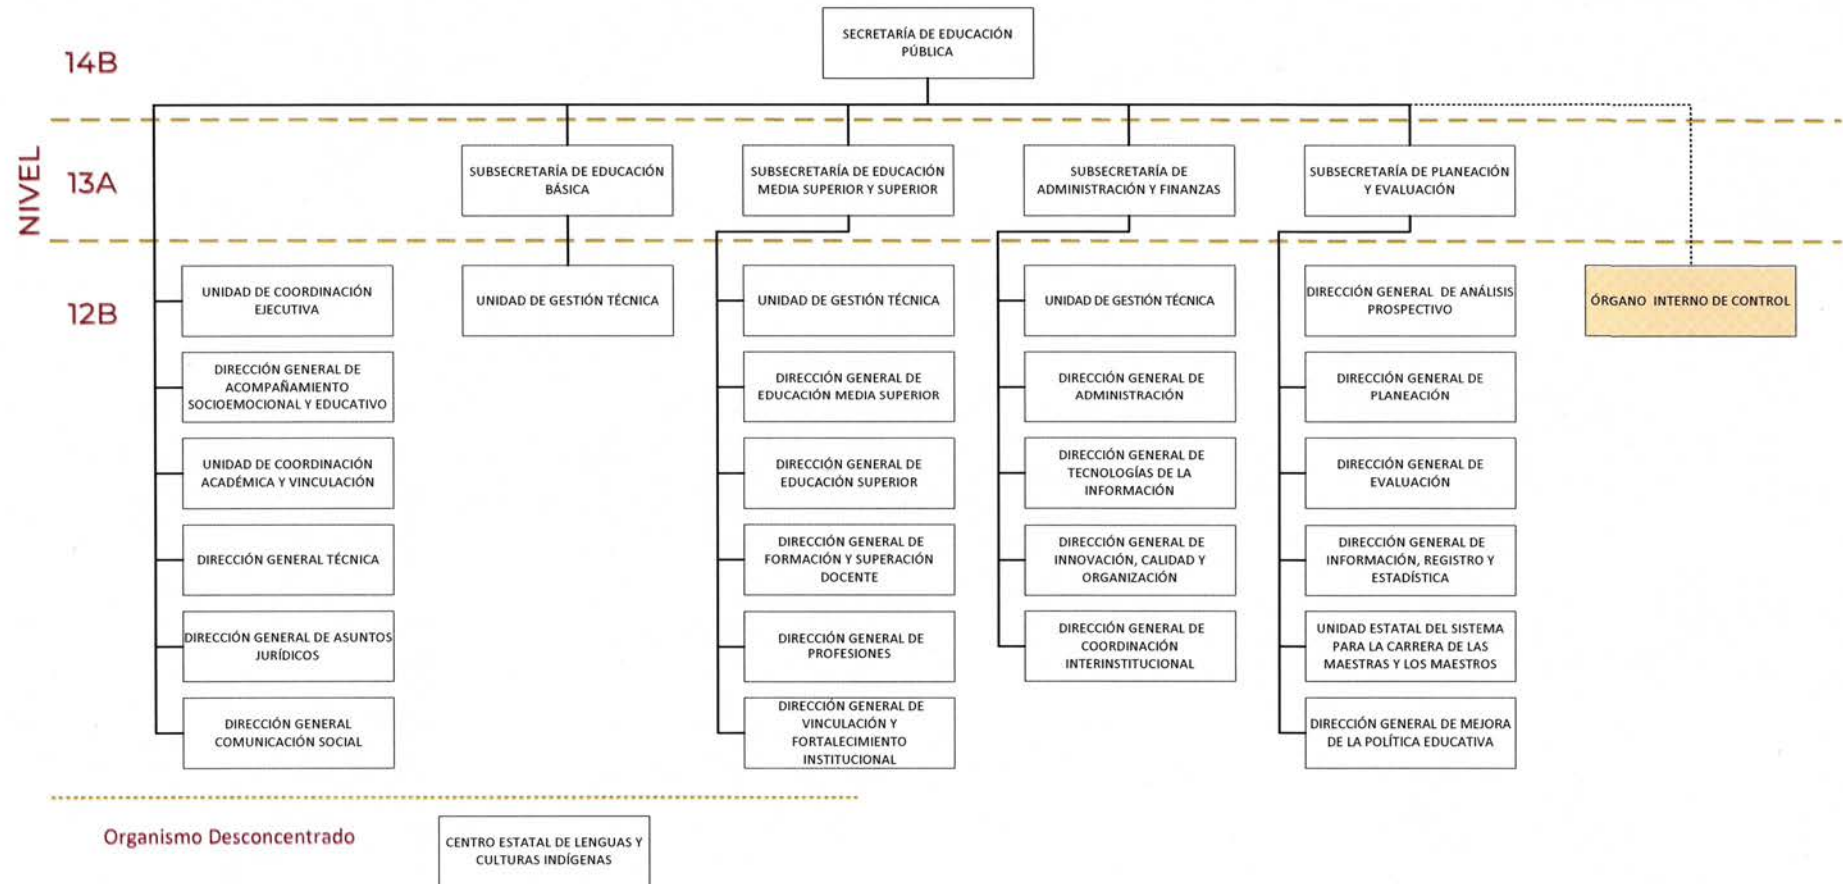 SECRETARÍA DE EDUCACIÓN
PÚBLICA
NIVEL
14B
13A
12B
SUBSECRETARÍA DE EDUCACIÓN
BÁSICA
SUBSECRETARÍA DE EDUCACIÓN
MEDIA SUPERIOR Y SUPERIOR
SUBSECRETARÍA DE
ADMINISTRACIÓN Y FINANZAS
SUBSECRETARÍA DE PLANEACIÓN
Y EVALUACIÓN
UNIDAD DE COORDINACIÓN
EJECUTIVA
DIRECCIÓN GENERAL DE
ACOMPAÑAMIENTO
SOCIOEMOCIONAL Y EDUCATIVO
UNIDAD DE COORDINACIÓN
ACADÉMICA Y VINCULACIÓN
DIRECCIÓN GENERAL TÉCNICA
DIRECCIÓN GENERAL DE ASUNTOS
JURÍDICOS
DIRECCIÓN GENERAL
COMUNICACIÓN SOCIAL
UNIDAD DE GESTIÓN TÉCNICA
UNIDAD DE GESTIÓN TÉCNICA
DIRECCIÓN GENERAL DE
EDUCACIÓN MEDIA SUPERIOR
DIRECCIÓN GENERAL DE
EDUCACIÓN SUPERIOR
DIRECCIÓN GENERAL DE
FORMACIÓN Y SUPERACIÓN
DOCENTE
DIRECCIÓN GENERAL DE
PROFESIONES
DIRECCIÓN GENERAL DE
VINCULACIÓN Y
FORTALECIMIENTO
INSTITUCIONAL
UNIDAD DE GESTIÓN TÉCNICA
DIRECCIÓN GENERAL DE
ADMINISTRACIÓN
DIRECCIÓN GENERAL DE
TECNOLOGÍAS DE LA
INFORMACIÓN
DIRECCIÓN GENERAL DE
INNOVACIÓN, CALIDAD Y
ORGANIZACIÓN
DIRECCIÓN GENERAL DE
COORDINACIÓN
INTERINSTITUCIONAL
DIRECCIÓN GENERAL DE ANÁLISIS
PROSPECTIVO
DIRECCIÓN GENERAL DE
PLANEACIÓN
DIRECCIÓN GENERAL DE
EVALUACIÓN
DIRECCIÓN GENERAL DE
INFORMACIÓN, REGISTRO Y
ESTADÍSTICA
UNIDAD ESTATAL DEL SISTEMA
PARA LA CARRERA DE LAS
MAESTRAS Y LOS MAESTROS
DIRECCIÓN GENERAL DE MEJORA
DE LA POLÍTICA EDUCATIVA
ÓRGANO INTERNO DE CONTROL
Organismo Desconcentrado
CENTRO ESTATAL DE LENGUAS Y
CULTURAS INDÍGENAS